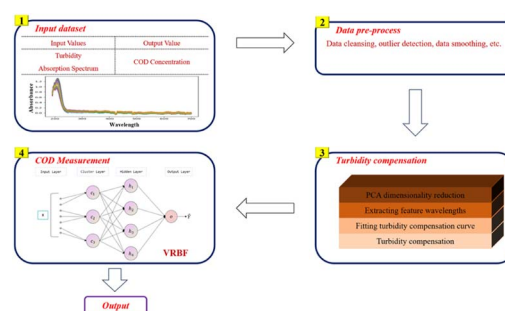 1
Input dataset
Input Values
Output Value
Turbidity
Absorption Spectrum
COD Concentration
Absorbance
Wavelength
2
Data pre-process
Data cleansing, outlier detection, data smoothing, etc.
3
Turbidity compensation
PCA dimensionality reduction
Extracting feature wavelengths
Fitting turbidity compensation curve
Turbidity compensation
4
COD Measurement
Input Layer
Cluster Layer
Hidden Layer
Output Layer
VRBF
Output